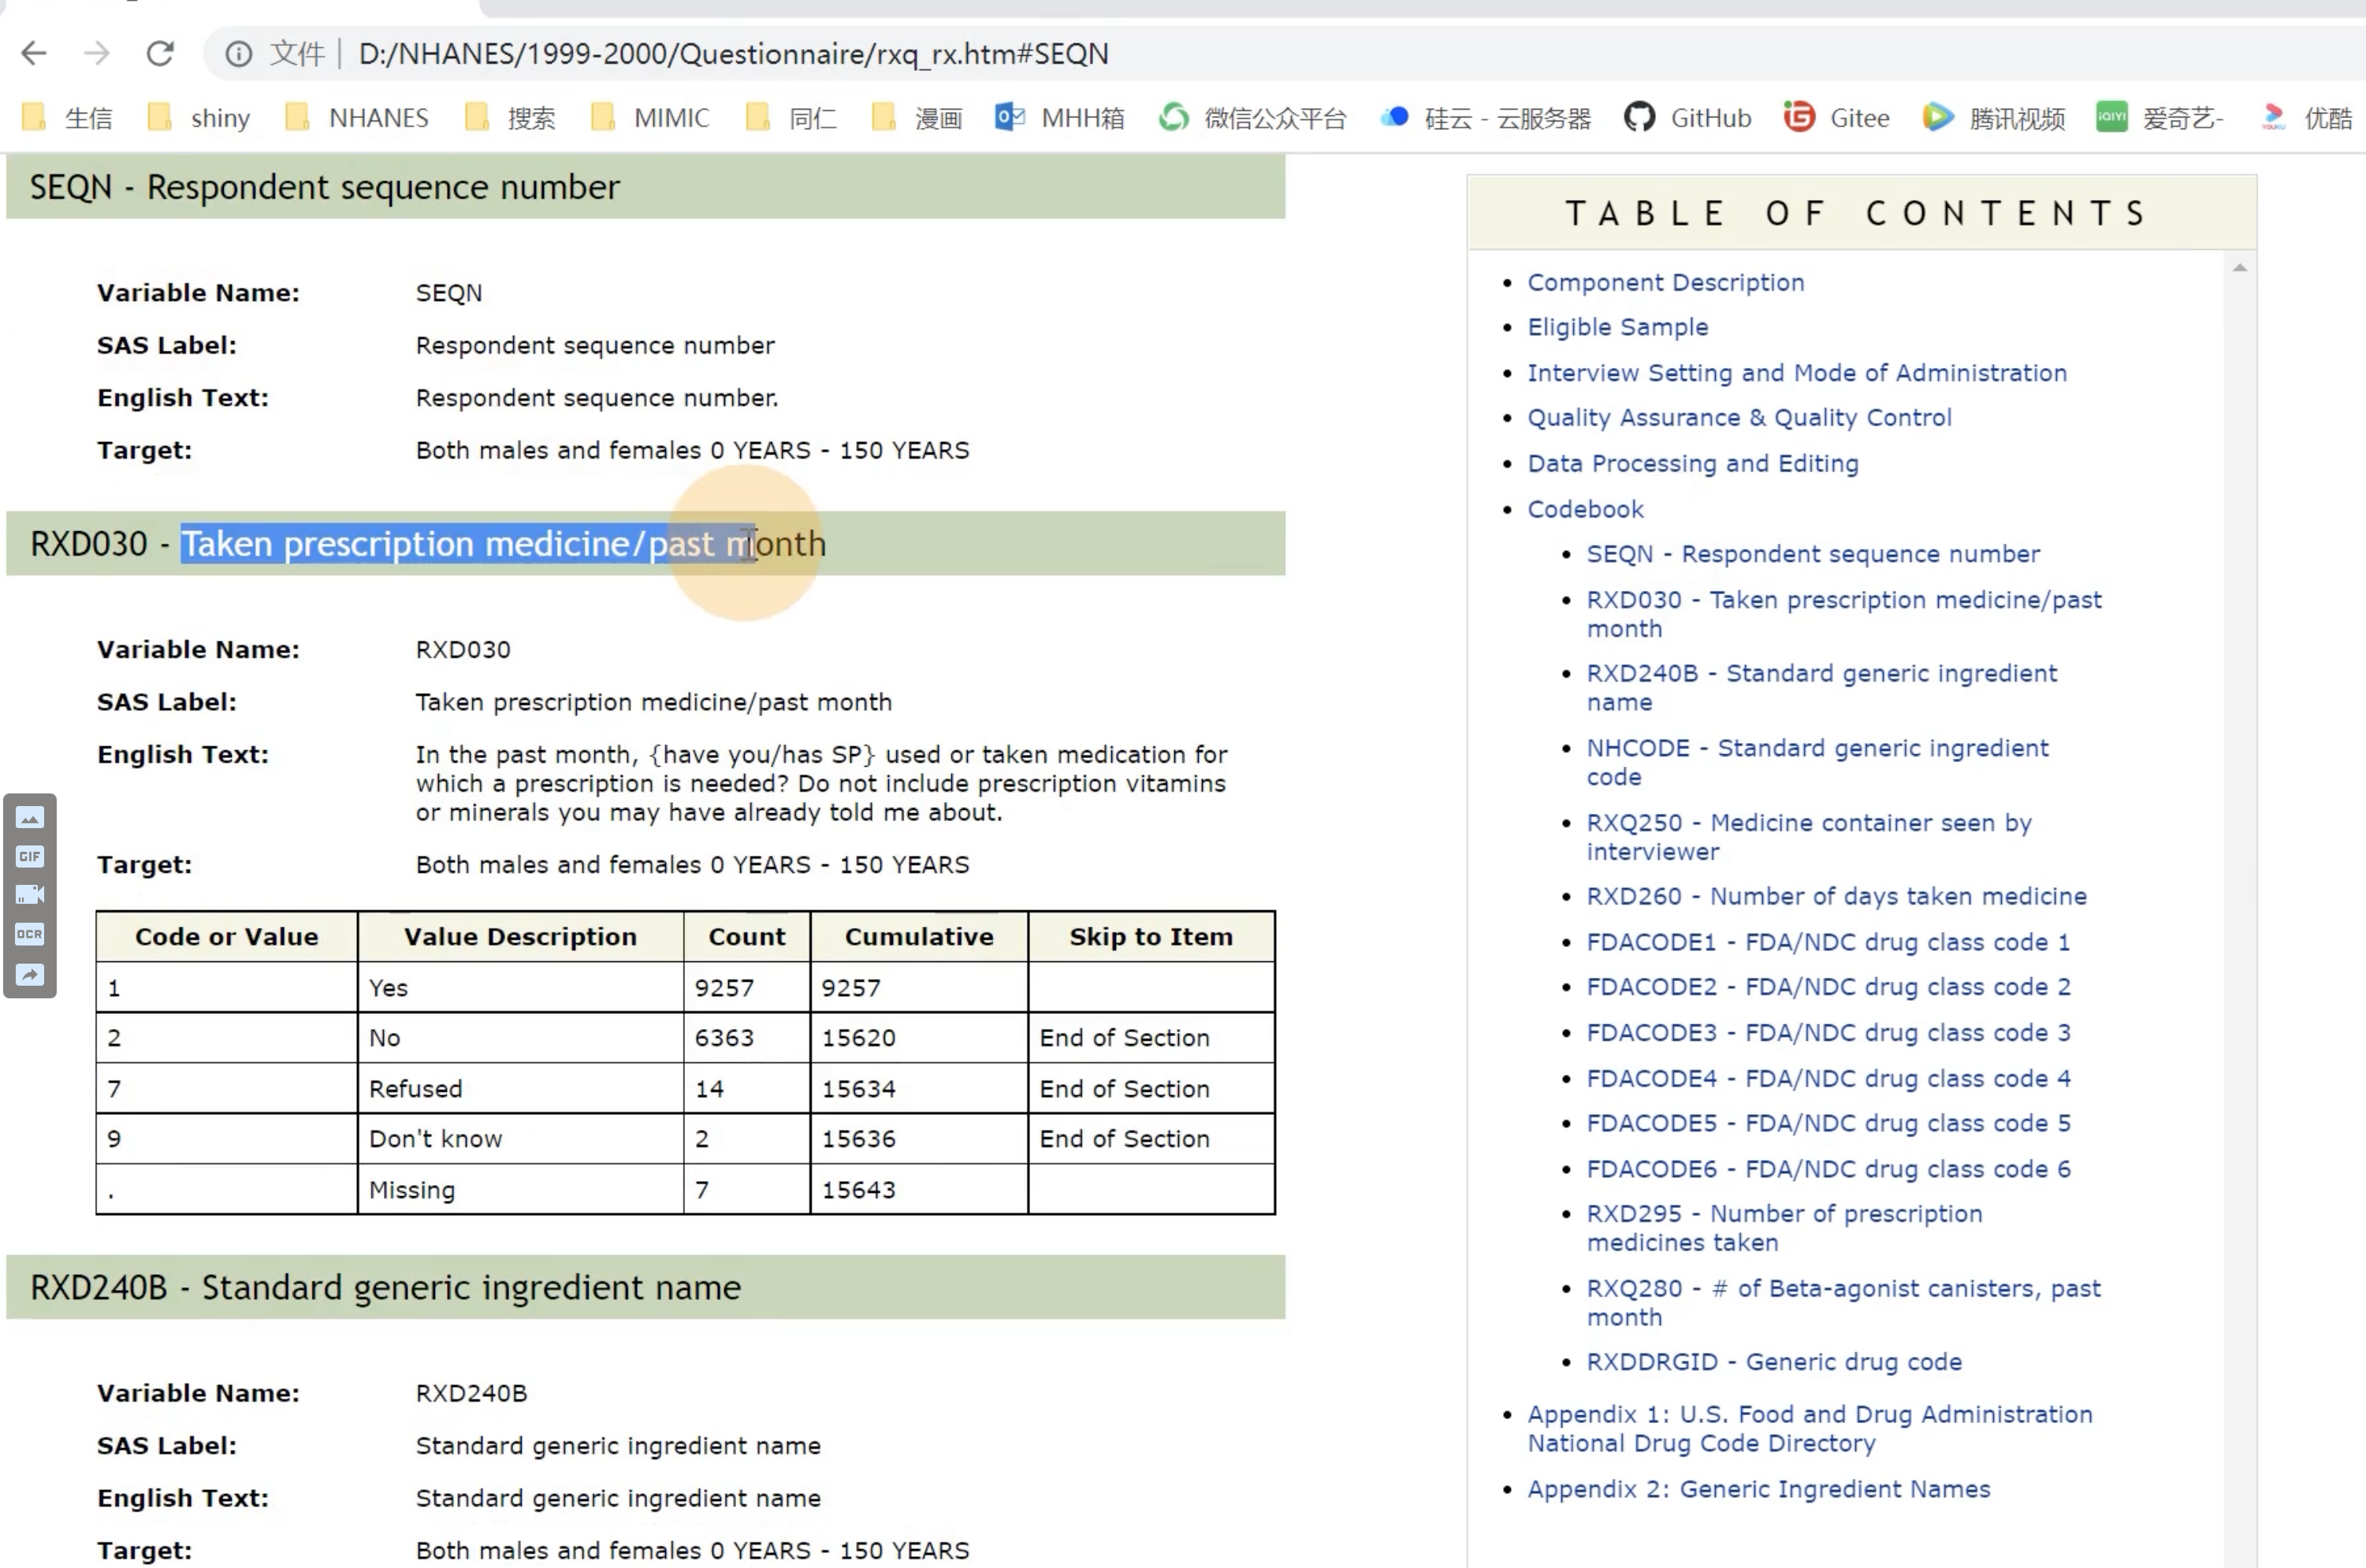 文件 | D:/NHANES/1999-2000/Questionnaire/rxq_rx.htm#SEQN
生信 shiny NHANES 搜索 MIMIC 同仁 漫画 MHH箱 微信公众平台 硅云 - 云服务器 GitHub Gitee 腾讯视频 爱奇艺- 优酷
SEQN - Respondent sequence number
Variable Name: SEQN
SAS Label: Respondent sequence number
English Text: Respondent sequence number.
Target: Both males and females 0 YEARS - 150 YEARS
RXD030 - Taken prescription medicine/past month
Variable Name: RXD030
SAS Label: Taken prescription medicine/past month
English Text: In the past month, {have you/has SP} used or taken medication for
which a prescription is needed? Do not include prescription vitamins
or minerals you may have already told me about.
Target: Both males and females 0 YEARS - 150 YEARS
Code or Value Value Description Count Cumulative Skip to Item
1 Yes 9257 9257
2 No 6363 15620 End of Section
7 Refused 14 15634 End of Section
9 Don't know 2 15636 End of Section
. Missing 7 15643
RXD240B - Standard generic ingredient name
Variable Name: RXD240B
SAS Label: Standard generic ingredient name
English Text: Standard generic ingredient name
Target: Both males and females 0 YEARS - 150 YEARS
GIF
OCR
TABLE OF CONTENTS
• Component Description
• Eligible Sample
• Interview Setting and Mode of Administration
• Quality Assurance & Quality Control
• Data Processing and Editing
• Codebook
• SEQN - Respondent sequence number
• RXD030 - Taken prescription medicine/past
month
• RXD240B - Standard generic ingredient
name
• NHCODE - Standard generic ingredient
code
• RXQ250 - Medicine container seen by
interviewer
• RXD260 - Number of days taken medicine
• FDACODE1 - FDA/NDC drug class code 1
• FDACODE2 - FDA/NDC drug class code 2
• FDACODE3 - FDA/NDC drug class code 3
• FDACODE4 - FDA/NDC drug class code 4
• FDACODE5 - FDA/NDC drug class code 5
• FDACODE6 - FDA/NDC drug class code 6
• RXD295 - Number of prescription
medicines taken
• RXQ280 - # of Beta-agonist canisters, past
month
• RXDDRGID - Generic drug code
• Appendix 1: U.S. Food and Drug Administration
National Drug Code Directory
• Appendix 2: Generic Ingredient Names